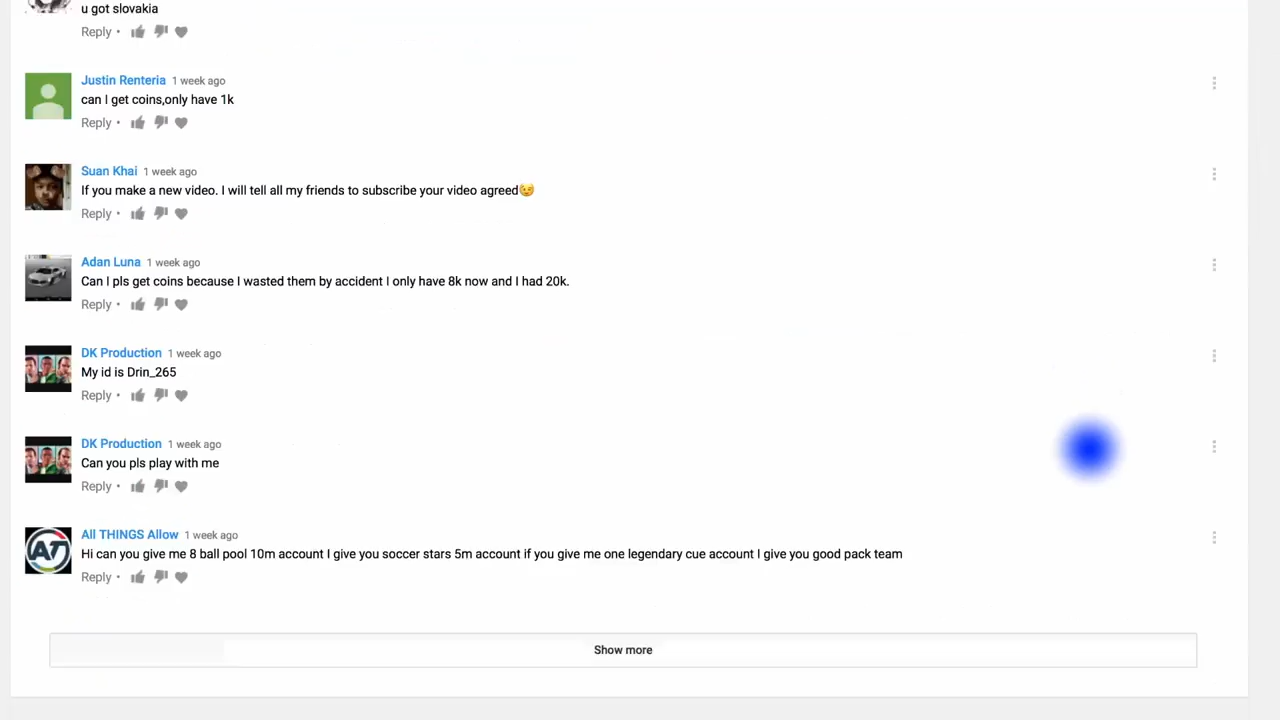 u got slovakia
Reply •
Justin Renteria 1 week ago
can I get coins,only have 1k
Reply •
Suan Khai 1 week ago
If you make a new video. I will tell all my friends to subscribe your video agreed😉
Reply •
Adan Luna 1 week ago
Can I pls get coins because I wasted them by accident I only have 8k now and I had 20k.
Reply •
DK Production 1 week ago
My id is Drin_265
Reply •
DK Production 1 week ago
Can you pls play with me
Reply •
AT
All THINGS Allow 1 week ago
Hi can you give me 8 ball pool 10m account I give you soccer stars 5m account if you give me one legendary cue account I give you good pack team
Reply •
Show more